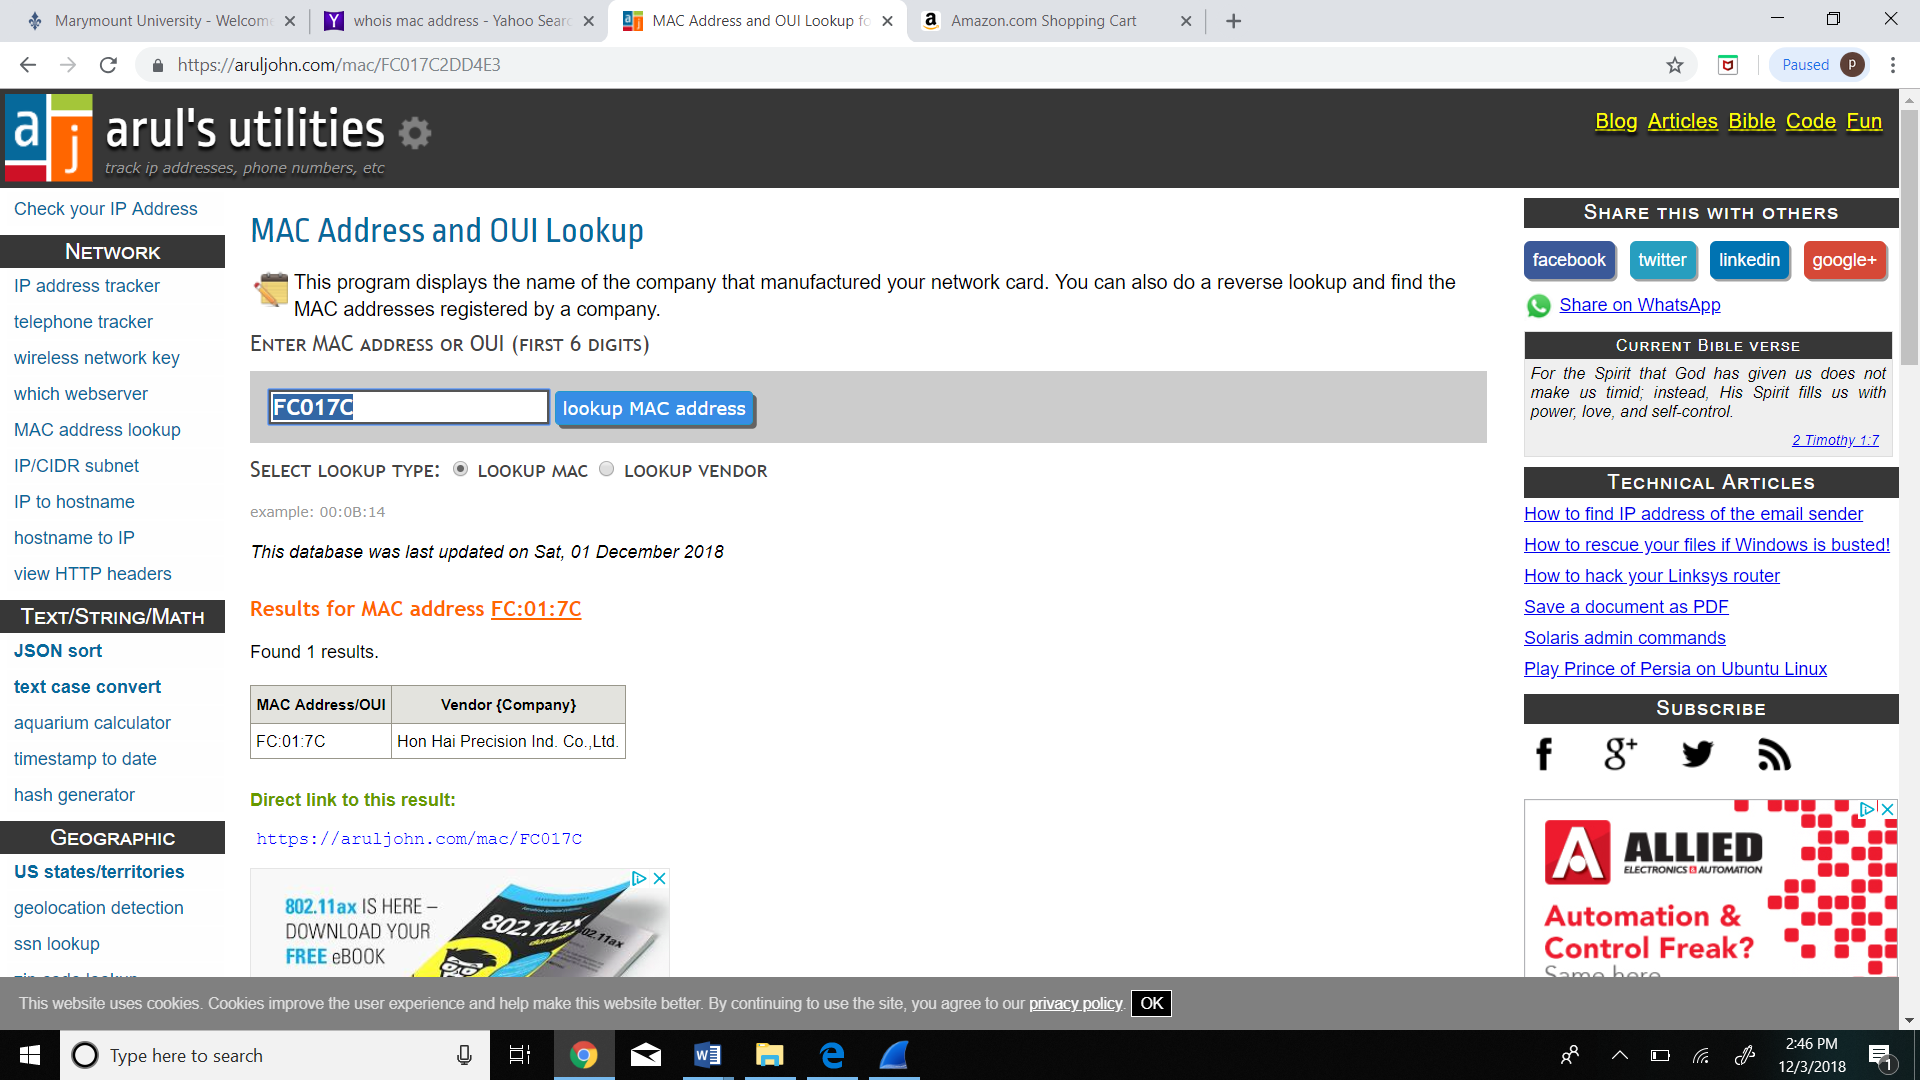 Marymount University - Welcome
whois mac address - Yahoo Searc
MAC Address and OUI Lookup fo
Amazon.com Shopping Cart
https://aruljohn.com/mac/FC017C2DD4E3
Paused
P
aj
arul's utilities
track ip addresses, phone numbers, etc
Blog Articles Bible Code Fun
Check your IP Address
NETWORK
IP address tracker
telephone tracker
wireless network key
which webserver
MAC address lookup
IP/CIDR subnet
IP to hostname
hostname to IP
view HTTP headers
TEXT/STRING/MATH
JSON sort
text case convert
aquarium calculator
timestamp to date
hash generator
GEOGRAPHIC
US states/territories
geolocation detection
ssn lookup
zip code lookup
MAC Address and OUI Lookup
This program displays the name of the company that manufactured your network card. You can also do a reverse lookup and find the
MAC addresses registered by a company.
ENTER MAC ADDRESS OR OUI (FIRST 6 DIGITS)
FC017C
lookup MAC address
SELECT LOOKUP TYPE: LOOKUP MAC LOOKUP VENDOR
example: 00:0B:14
This database was last updated on Sat, 01 December 2018
Results for MAC address FC:01:7C
Found 1 results.
MAC Address/OUI Vendor {Company}
FC:01:7C Hon Hai Precision Ind. Co.,Ltd.
Direct link to this result:
https://aruljohn.com/mac/FC017C
802.11ax IS HERE –
DOWNLOAD YOUR
FREE eBOOK
802.11ax
802.11ax
SHARE THIS WITH OTHERS
facebook twitter linkedin google+
Share on WhatsApp
CURRENT BIBLE VERSE
For the Spirit that God has given us does not
make us timid; instead, His Spirit fills us with
power, love, and self-control.
2 Timothy 1:7
TECHNICAL ARTICLES
How to find IP address of the email sender
How to rescue your files if Windows is busted!
How to hack your Linksys router
Save a document as PDF
Solaris admin commands
Play Prince of Persia on Ubuntu Linux
SUBSCRIBE
ALLIED
ELECTRONICS & AUTOMATION
Automation &
Control Freak?
Same here
This website uses cookies. Cookies improve the user experience and help make this website better. By continuing to use the site, you agree to our privacy policy. OK
Type here to search
2:46 PM
12/3/2018
1